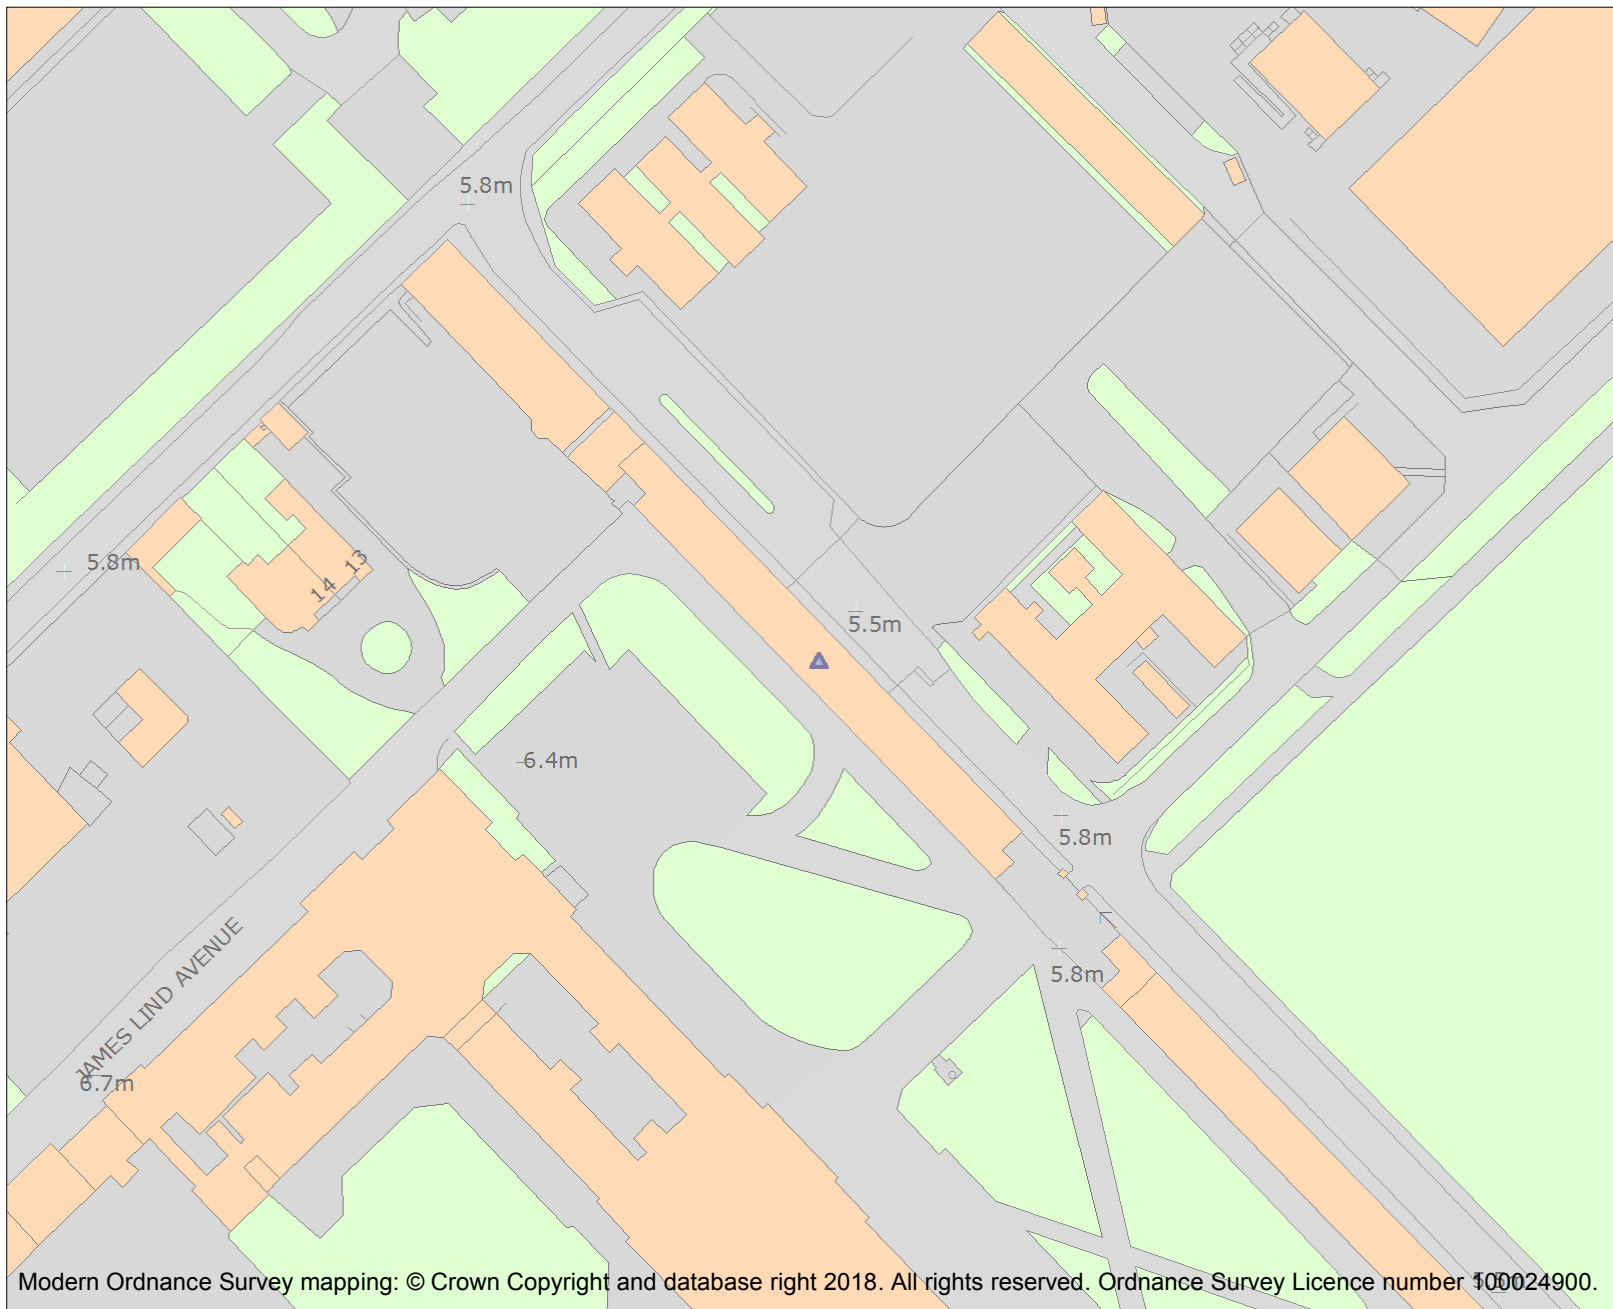 5.8m
5.8m
13
14
5.5m
6.4m
5.8m
JAMES LIND AVENUE
5.8m
6.7m
Modern Ordnance Survey mapping: © Crown Copyright and database right 2018. All rights reserved. Ordnance Survey Licence number 100024900.